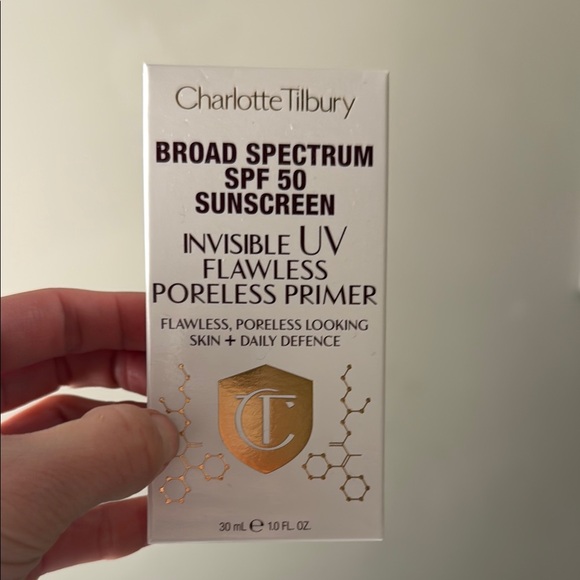 Charlotte Tilbury
BROAD SPECTRUM
SPF 50
SUNSCREEN
INVISIBLE UV
FLAWLESS
PORELESS PRIMER
FLAWLESS, PORELESS LOOKING
SKIN + DAILY DEFENCE
CT
30 mL ℮ 1.0 FL. OZ.